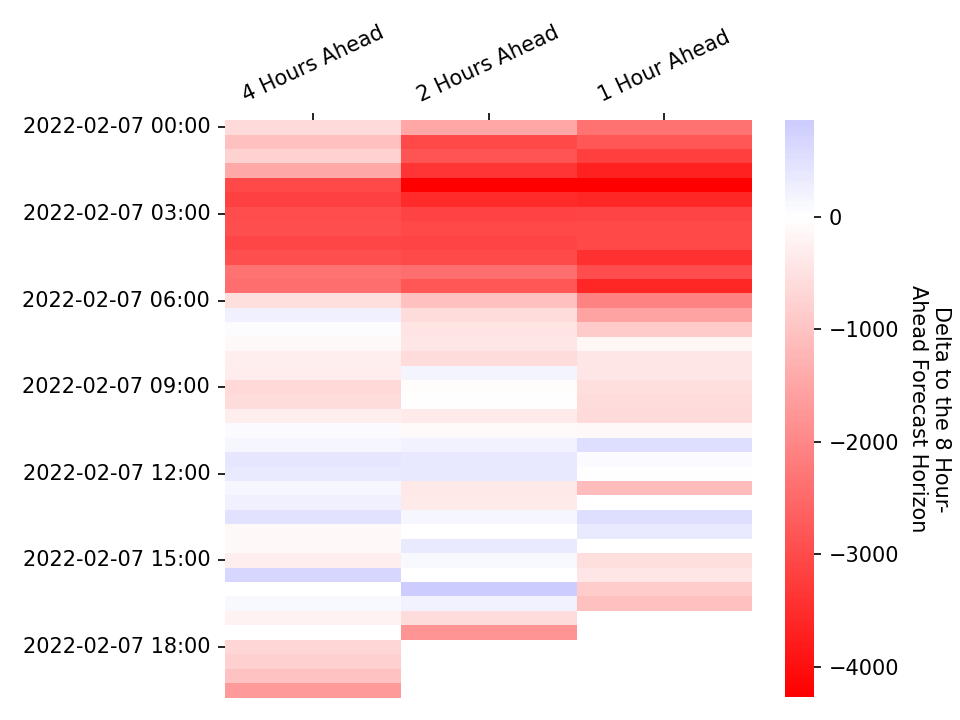 4 Hours Ahead
2 Hours Ahead
1 Hour Ahead
2022-02-07 00:00
2022-02-07 03:00
2022-02-07 06:00
2022-02-07 09:00
2022-02-07 12:00
2022-02-07 15:00
2022-02-07 18:00
0
−1000
−2000
−3000
−4000
Delta to the 8 Hour-
Ahead Forecast Horizon